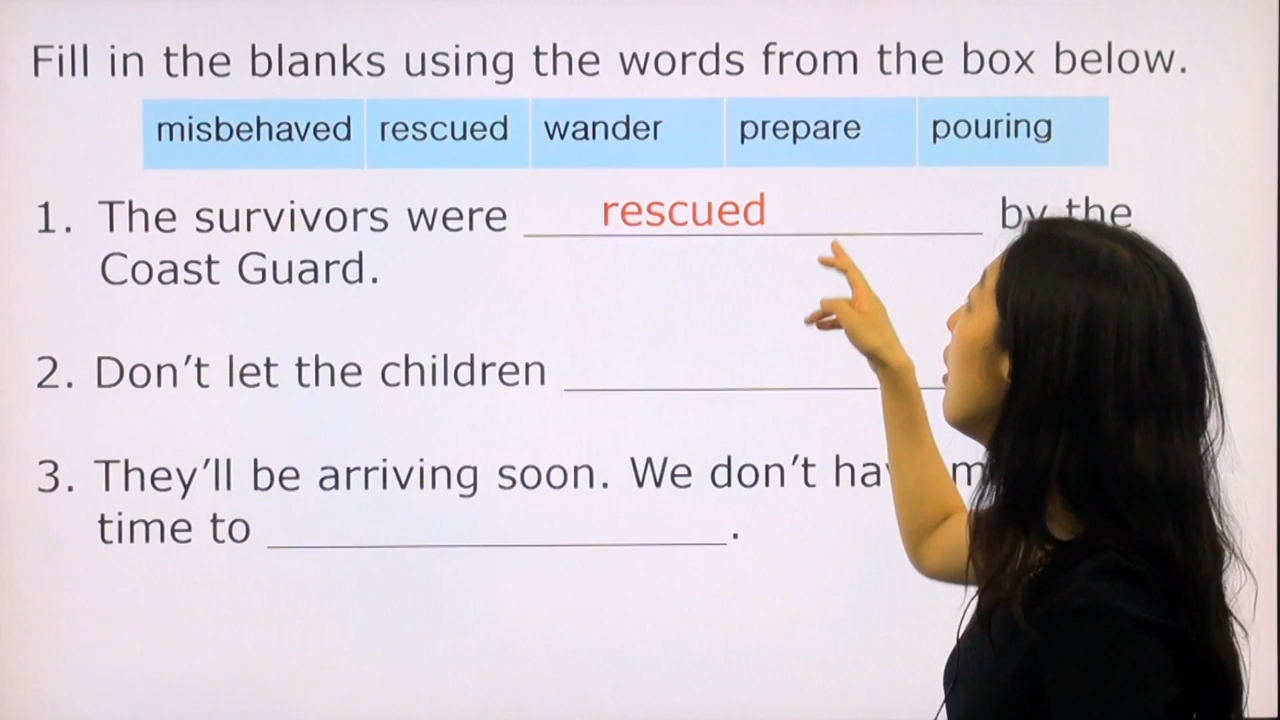 Fill in the blanks using the words from the box below.
misbehaved rescued wander prepare pouring
1. The survivors were rescued by the
Coast Guard.
2. Don't let the children
3. They'll be arriving soon. We don't
time to .